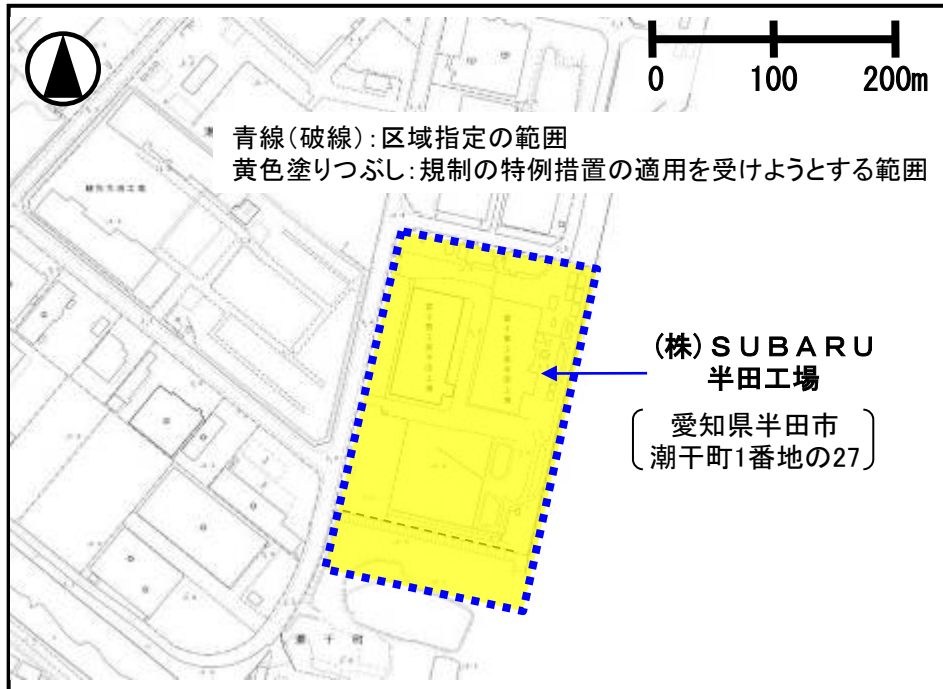 0 100 200m
青線(破線):区域指定の範囲
黄色塗りつぶし:規制の特例措置の適用を受けようとする範囲
(株)ＳＵＢＡＲＵ
半田工場
愛知県半田市
潮干町1番地の27
潮干町